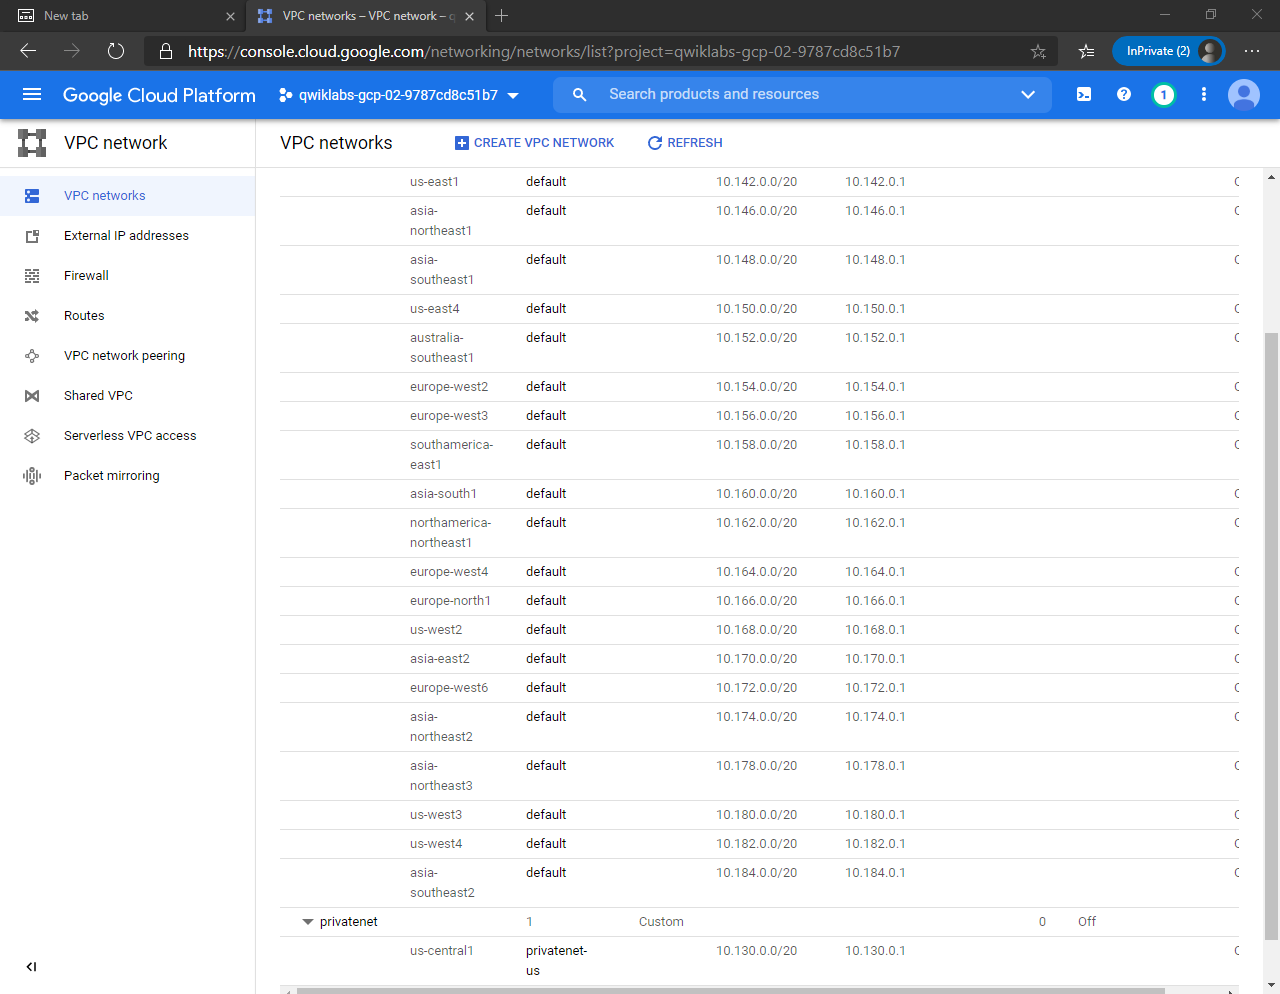 New tab
VPC networks – VPC network – q
https://console.cloud.google.com/networking/networks/list?project=qwiklabs-gcp-02-9787cd8c51b7
InPrivate (2)
Google Cloud Platform
qwiklabs-gcp-02-9787cd8c51b7
Search products and resources
1
VPC network
VPC networks
CREATE VPC NETWORK
REFRESH
VPC networks
External IP addresses
Firewall
Routes
VPC network peering
Shared VPC
Serverless VPC access
Packet mirroring
us-east1 default 10.142.0.0/20 10.142.0.1
asia-
northeast1 default 10.146.0.0/20 10.146.0.1
asia-
southeast1 default 10.148.0.0/20 10.148.0.1
us-east4 default 10.150.0.0/20 10.150.0.1
australia-
southeast1 default 10.152.0.0/20 10.152.0.1
europe-west2 default 10.154.0.0/20 10.154.0.1
europe-west3 default 10.156.0.0/20 10.156.0.1
southamerica-
east1 default 10.158.0.0/20 10.158.0.1
asia-south1 default 10.160.0.0/20 10.160.0.1
northamerica-
northeast1 default 10.162.0.0/20 10.162.0.1
europe-west4 default 10.164.0.0/20 10.164.0.1
europe-north1 default 10.166.0.0/20 10.166.0.1
us-west2 default 10.168.0.0/20 10.168.0.1
asia-east2 default 10.170.0.0/20 10.170.0.1
europe-west6 default 10.172.0.0/20 10.172.0.1
asia-
northeast2 default 10.174.0.0/20 10.174.0.1
asia-
northeast3 default 10.178.0.0/20 10.178.0.1
us-west3 default 10.180.0.0/20 10.180.0.1
us-west4 default 10.182.0.0/20 10.182.0.1
asia-
southeast2 default 10.184.0.0/20 10.184.0.1
privatenet 1 Custom 0 Off
us-central1 privatenet-
us 10.130.0.0/20 10.130.0.1